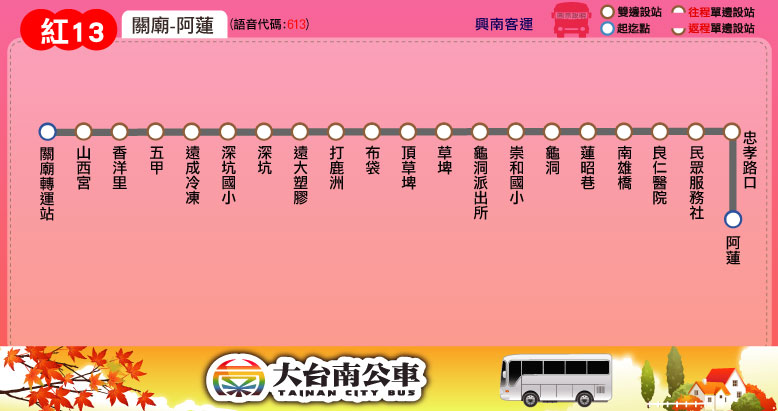 紅13
關廟-阿蓮
(語音代碼:613)
興南客運
雙邊設站
起迄點
往程單邊設站
返程單邊設站
關廟轉運站
山西宮
香洋里
五甲
遠成冷凍
深坑國小
深坑
遠大塑膠
打鹿洲
布袋
頂草埤
草埤
龜洞派出所
崇和國小
龜洞
蓮昭巷
南雄橋
良仁醫院
民眾服務社
忠孝路口
阿蓮
大台南公車
TAINAN CITY BUS